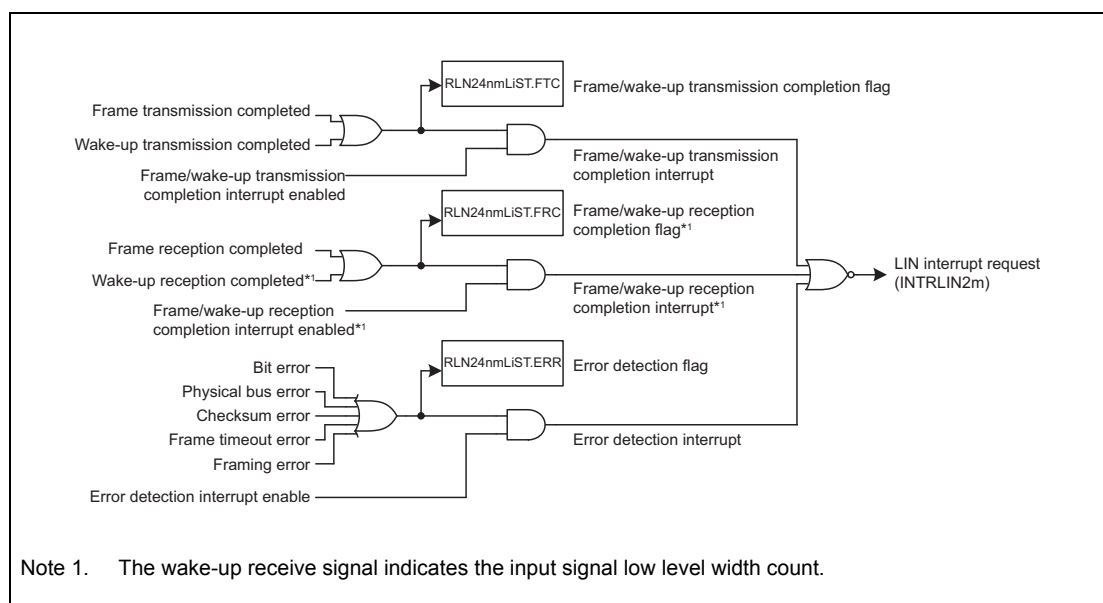 RLN24nmLiST.FTC
Frame/wake-up transmission completion flag
Frame transmission completed
Wake-up transmission completed
Frame/wake-up transmission
completion interrupt enabled
Frame/wake-up transmission
completion interrupt
RLN24nmLiST.FRC
Frame/wake-up reception
completion flag*1
Frame reception completed
Wake-up reception completed*1
Frame/wake-up reception
completion interrupt enabled*1
Frame/wake-up reception
completion interrupt*1
LIN interrupt request
(INTRLIN2m)
RLN24nmLiST.ERR
Error detection flag
Bit error
Physical bus error
Checksum error
Frame timeout error
Framing error
Error detection interrupt
Error detection interrupt enable
Note 1. The wake-up receive signal indicates the input signal low level width count.